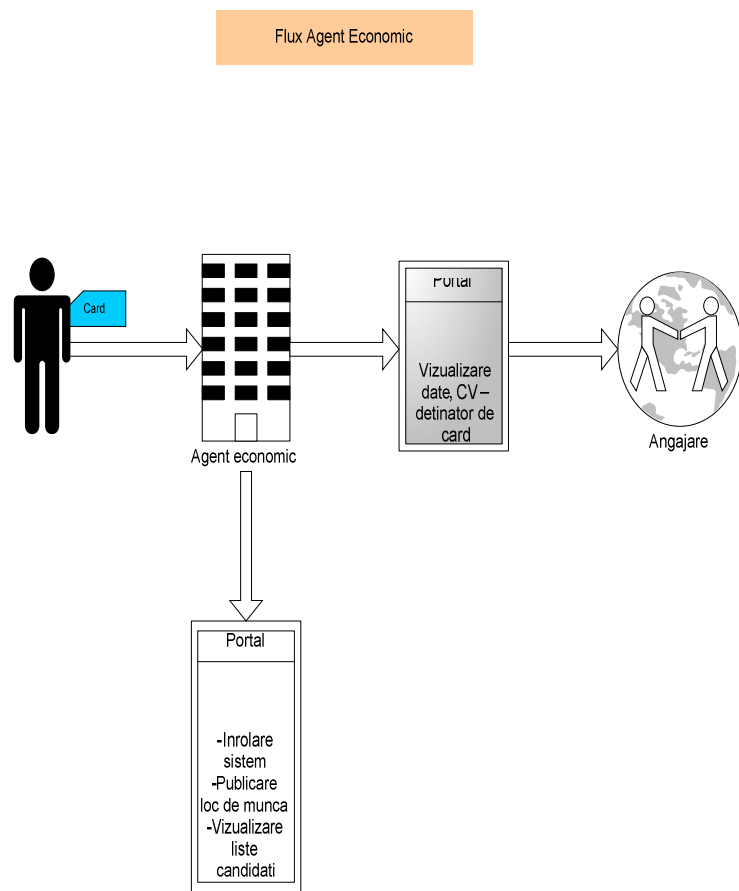 Flux Agent Economic
Card
Portal
Vizualizare
date, CV –
detinator de
card
Agent economic
Angajare
Portal
-Inrolare
sistem
-Publicare
loc de munca
-Vizualizare
liste
candidati